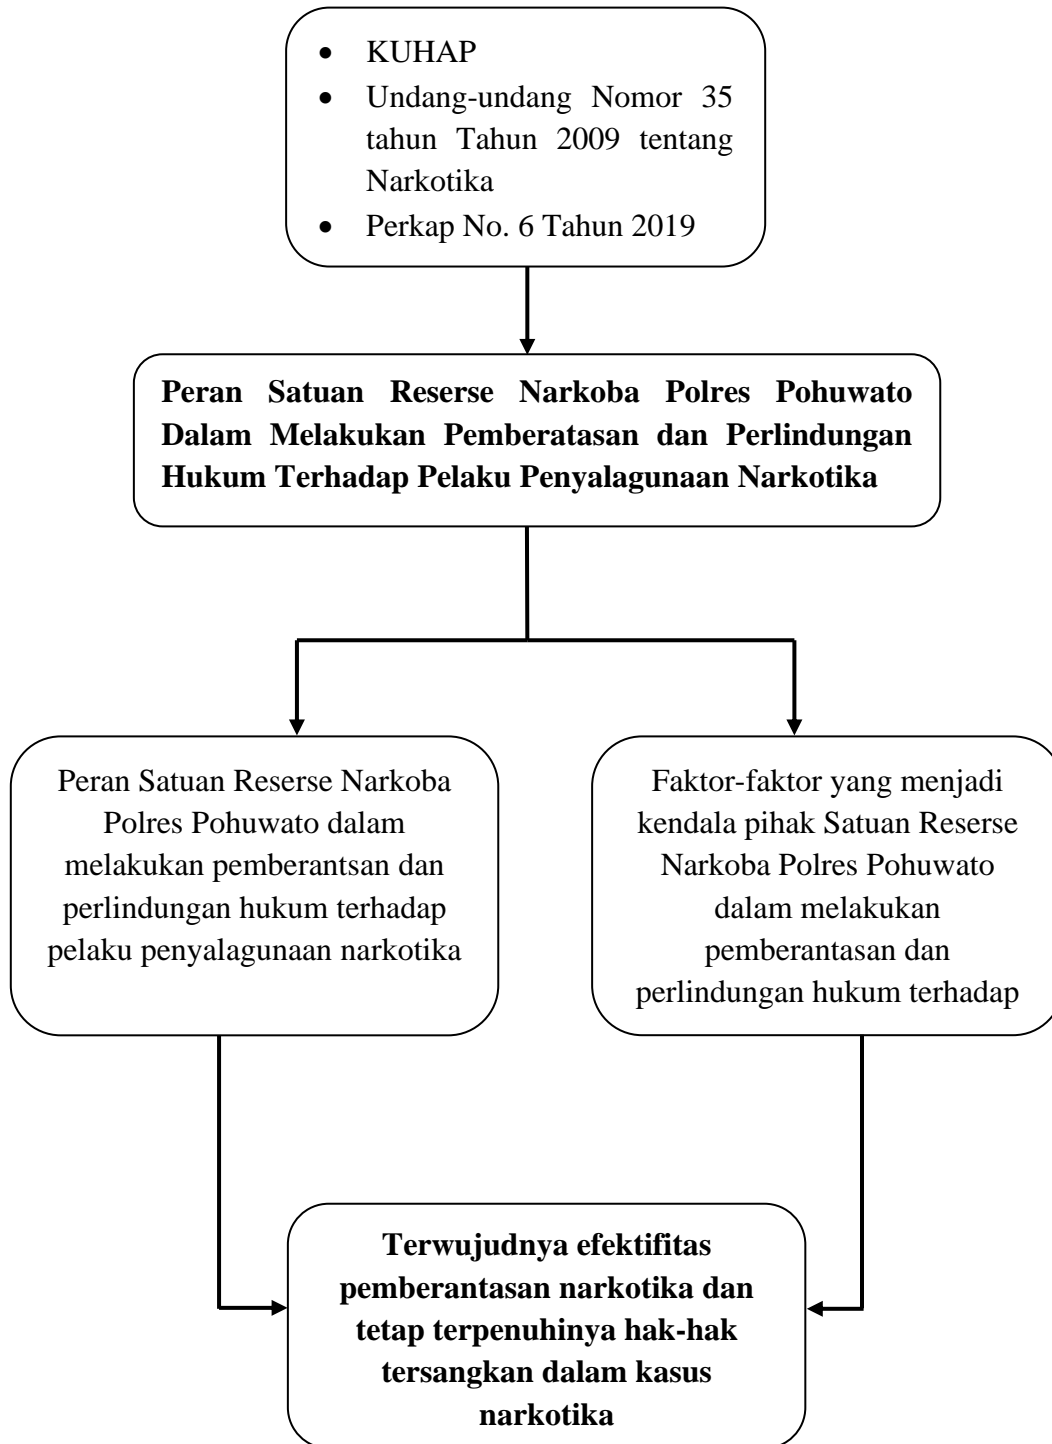 • KUHAP
• Undang-undang Nomor 35
tahun Tahun 2009 tentang
Narkotika
• Perkap No. 6 Tahun 2019
Peran Satuan Reserse Narkoba Polres Pohuwato
Dalam Melakukan Pemberatasan dan Perlindungan
Hukum Terhadap Pelaku Penyalagunaan Narkotika
Peran Satuan Reserse Narkoba
Polres Pohuwato dalam
melakukan pemberantsan dan
perlindungan hukum terhadap
pelaku penyalagunaan narkotika
Faktor-faktor yang menjadi
kendala pihak Satuan Reserse
Narkoba Polres Pohuwato
dalam melakukan
pemberantasan dan
perlindungan hukum terhadap
Terwujudnya efektifitas
pemberantasan narkotika dan
tetap terpenuhinya hak-hak
tersangkan dalam kasus
narkotika